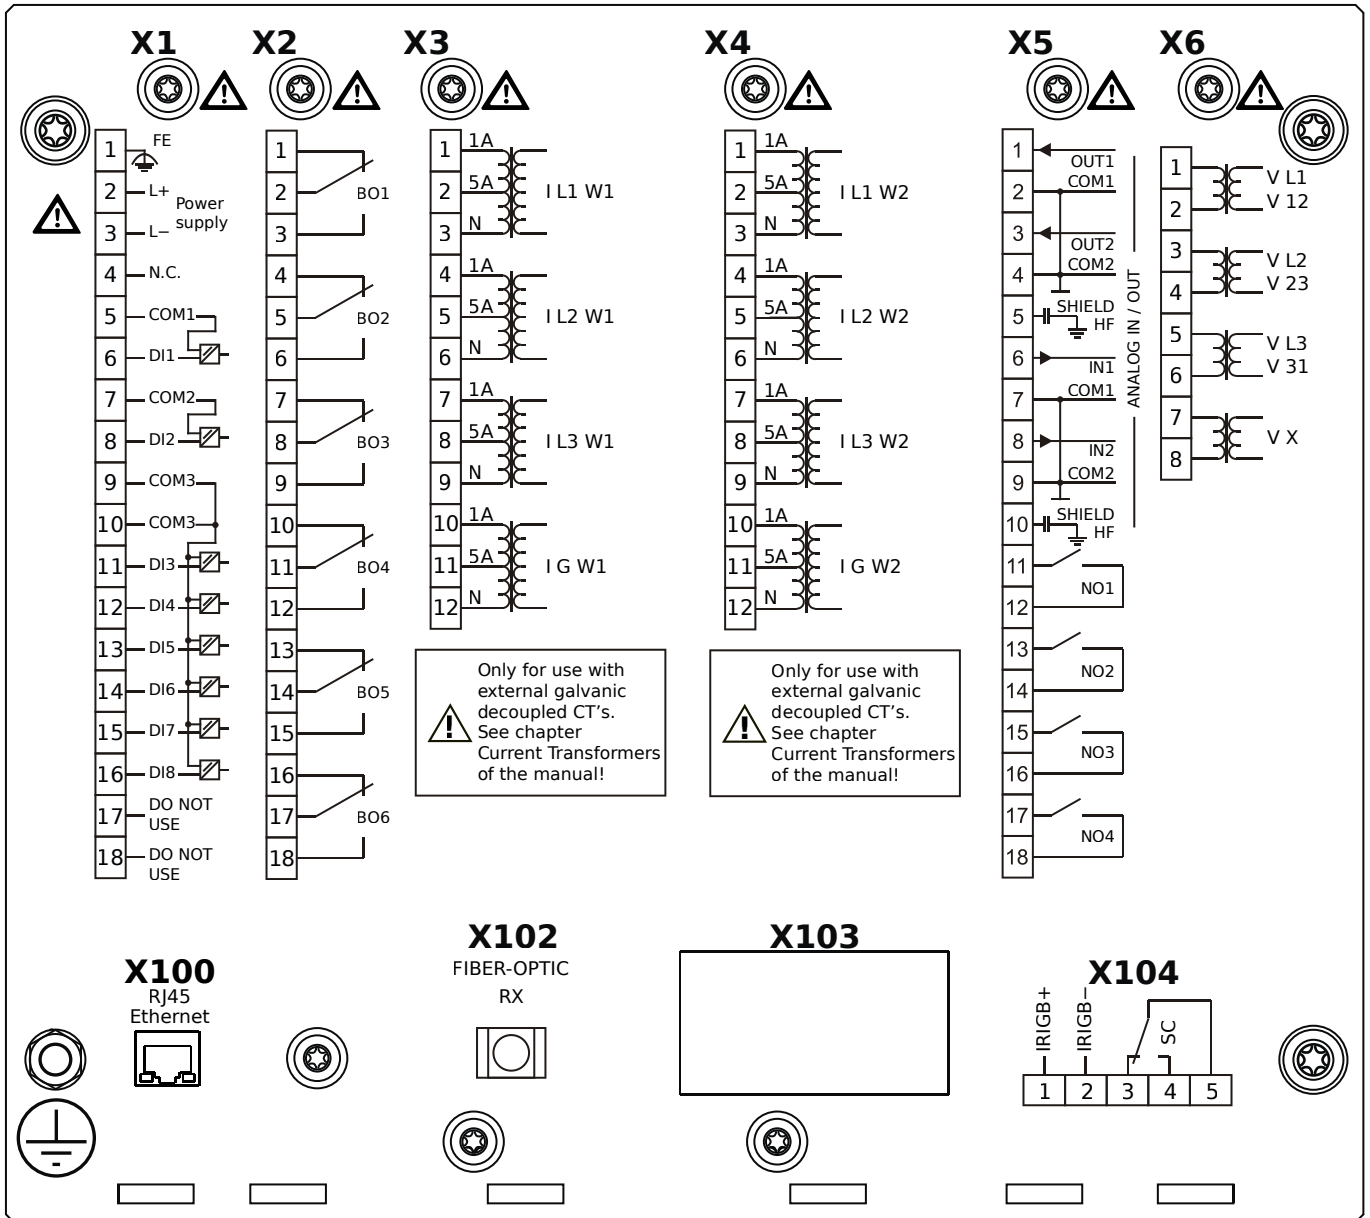 X1
X2
X3
X4
X5
X6
1
FE
2
L+
Power
supply
3
L−
4
N.C.
5
COM1
6
DI1
7
COM2
8
DI2
9
COM3
10
COM3
11
DI3
12
DI4
13
DI5
14
DI6
15
DI7
16
DI8
17
DO NOT
USE
18
DO NOT
USE
1
2
BO1
3
4
5
BO2
6
7
8
BO3
9
10
11
BO4
12
13
14
BO5
15
16
17
BO6
18
1
1A
2
5A
I L1 W1
3
N
4
1A
5
5A
I L2 W1
6
N
7
1A
8
5A
I L3 W1
9
N
10
1A
11
5A
I G W1
12
N
Only for use with
external galvanic
decoupled CT's.
See chapter
Current Transformers
of the manual!
1
1A
2
5A
I L1 W2
3
N
4
1A
5
5A
I L2 W2
6
N
7
1A
8
5A
I L3 W2
9
N
10
1A
11
5A
I G W2
12
N
Only for use with
external galvanic
decoupled CT's.
See chapter
Current Transformers
of the manual!
1
OUT1
2
COM1
3
OUT2
4
COM2
5
SHIELD
HF
6
IN1
7
COM1
8
IN2
9
COM2
10
SHIELD
HF
ANALOG IN / OUT
11
NO1
12
13
NO2
14
15
NO3
16
17
NO4
18
1
V L1
2
V 12
3
V L2
4
V 23
5
V L3
6
V 31
7
V X
8
X100
RJ45
Ethernet
X102
FIBER-OPTIC
RX
X103
X104
IRIGB+
IRIGB−
SC
1
2
3
4
5